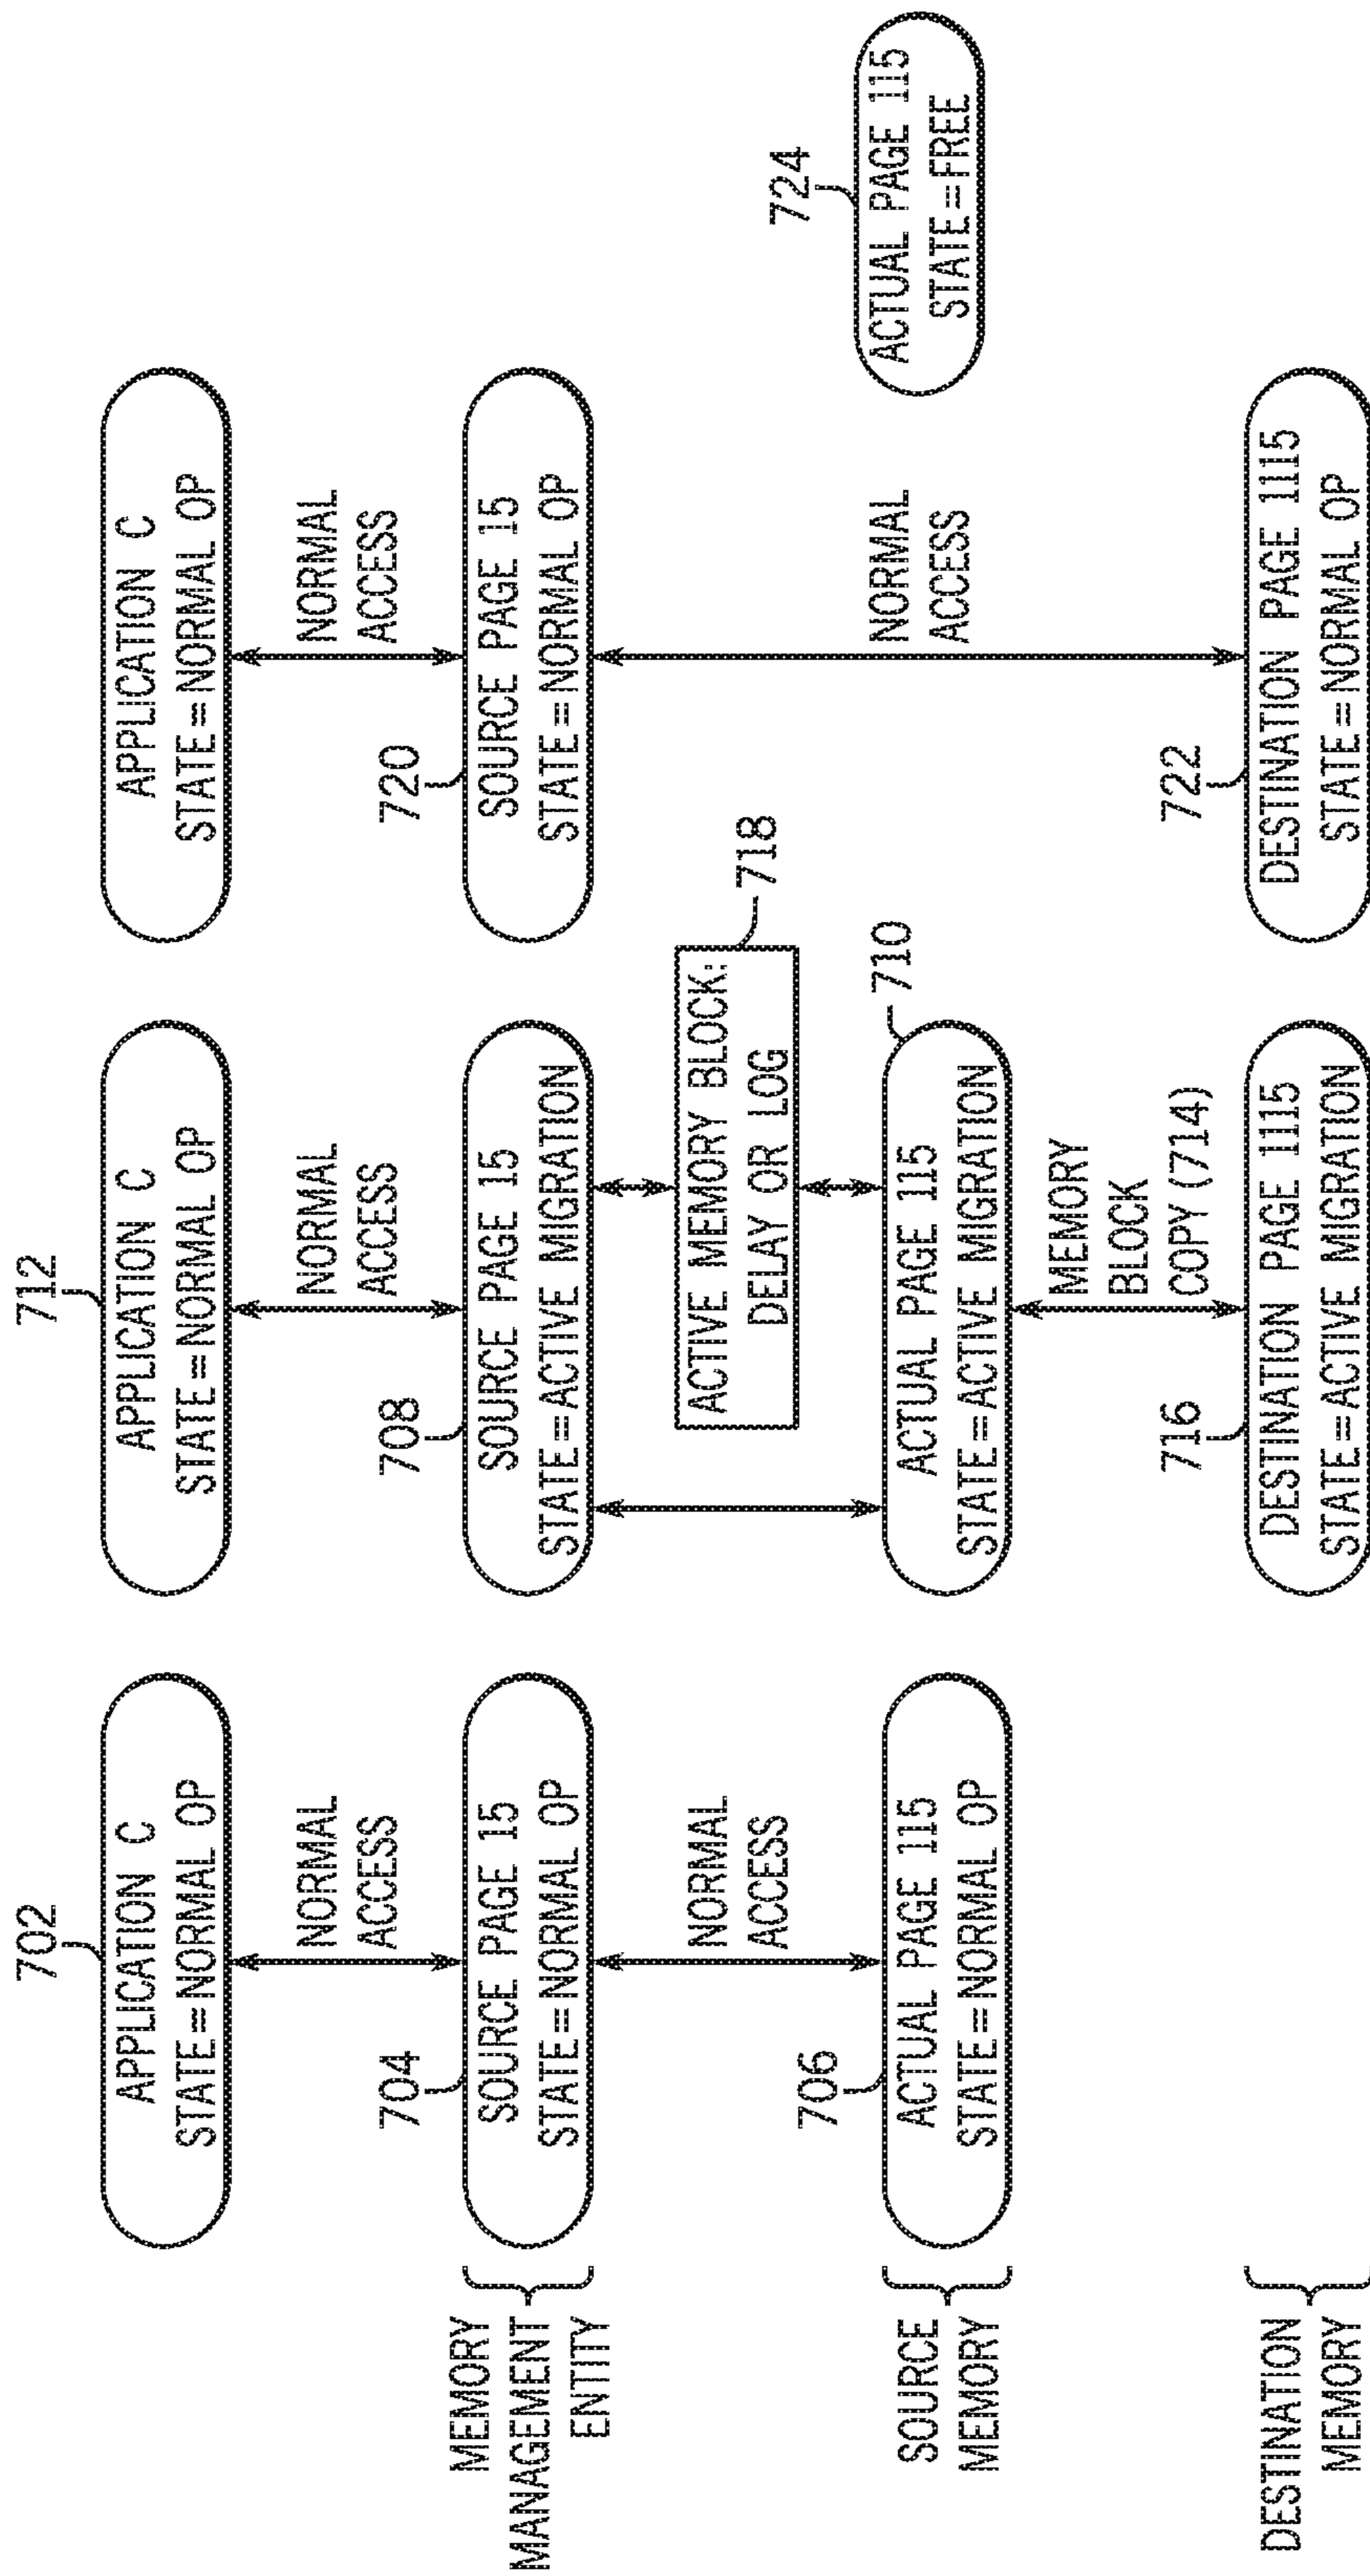 702
APPLICATION C
STATE=NORMAL OP
712
APPLICATION C
STATE=NORMAL OP
APPLICATION C
STATE=NORMAL OP
NORMAL
ACCESS
NORMAL
ACCESS
NORMAL
ACCESS
MEMORY
MANAGEMENT
ENTITY
704
SOURCE PAGE 15
STATE=NORMAL OP
708
SOURCE PAGE 15
STATE=ACTIVE MIGRATION
720
SOURCE PAGE 15
STATE=NORMAL OP
NORMAL
ACCESS
ACTIVE MEMORY BLOCK:
DELAY OR LOG
718
SOURCE
MEMORY
706
ACTUAL PAGE 115
STATE=NORMAL OP
710
ACTUAL PAGE 115
STATE=ACTIVE MIGRATION
NORMAL
ACCESS
724
ACTUAL PAGE 115
STATE=FREE
MEMORY
BLOCK
COPY (714)
DESTINATION
MEMORY
716
DESTINATION PAGE 1115
STATE=ACTIVE MIGRATION
722
DESTINATION PAGE 1115
STATE=NORMAL OP